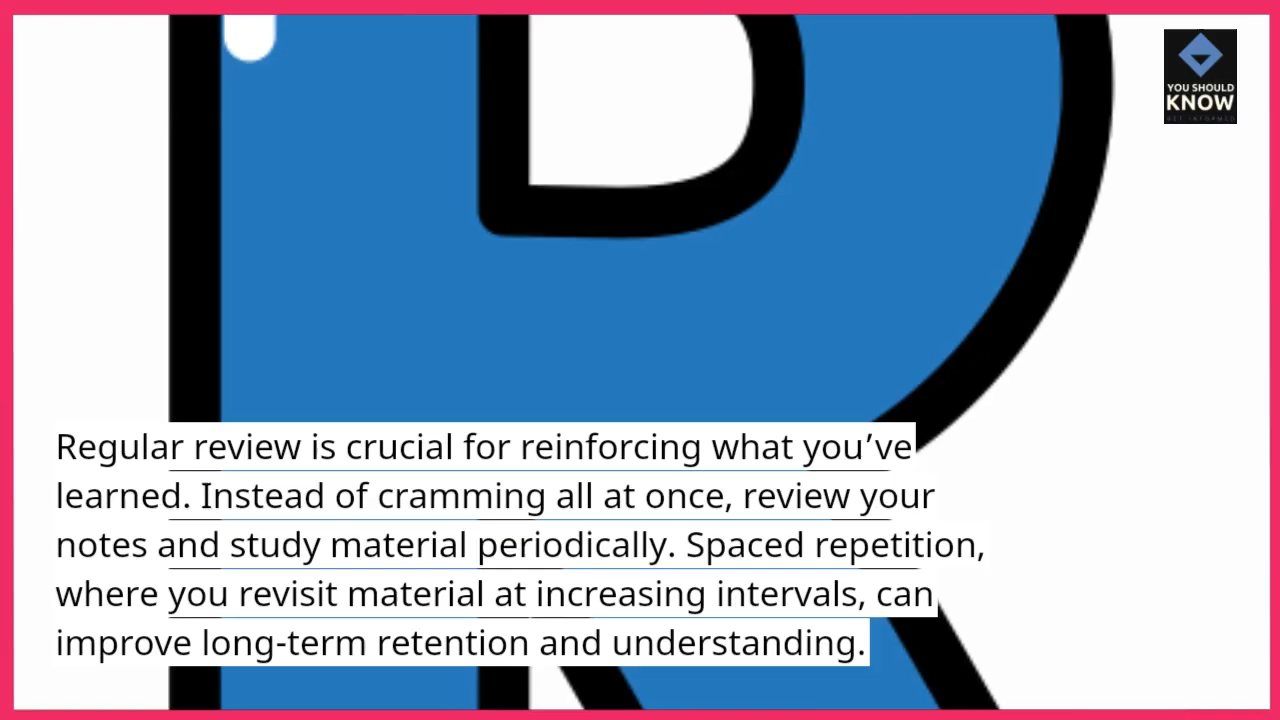 R
YOU SHOULD
KNOW
GET INFORMED
Regular review is crucial for reinforcing what you’ve
learned. Instead of cramming all at once, review your
notes and study material periodically. Spaced repetition,
where you revisit material at increasing intervals, can
improve long-term retention and understanding.